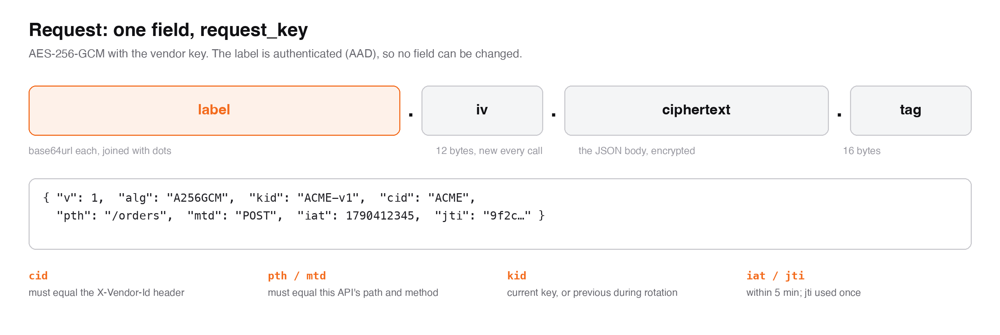 Request: one field, request_key
AES-256-GCM with the vendor key. The label is authenticated (AAD), so no field can be changed.
label . iv . ciphertext . tag
base64url each, joined with dots 12 bytes, new every call the JSON body, encrypted 16 bytes
{ "v": 1,  "alg": "A256GCM",  "kid": "ACME-v1",  "cid": "ACME",
"pth": "/orders",  "mtd": "POST",  "iat": 1790412345,  "jti": "9f2c…" }
cid pth / mtd kid iat / jti
must equal the X-Vendor-Id header must equal this API's path and method current key, or previous during rotation within 5 min; jti used once